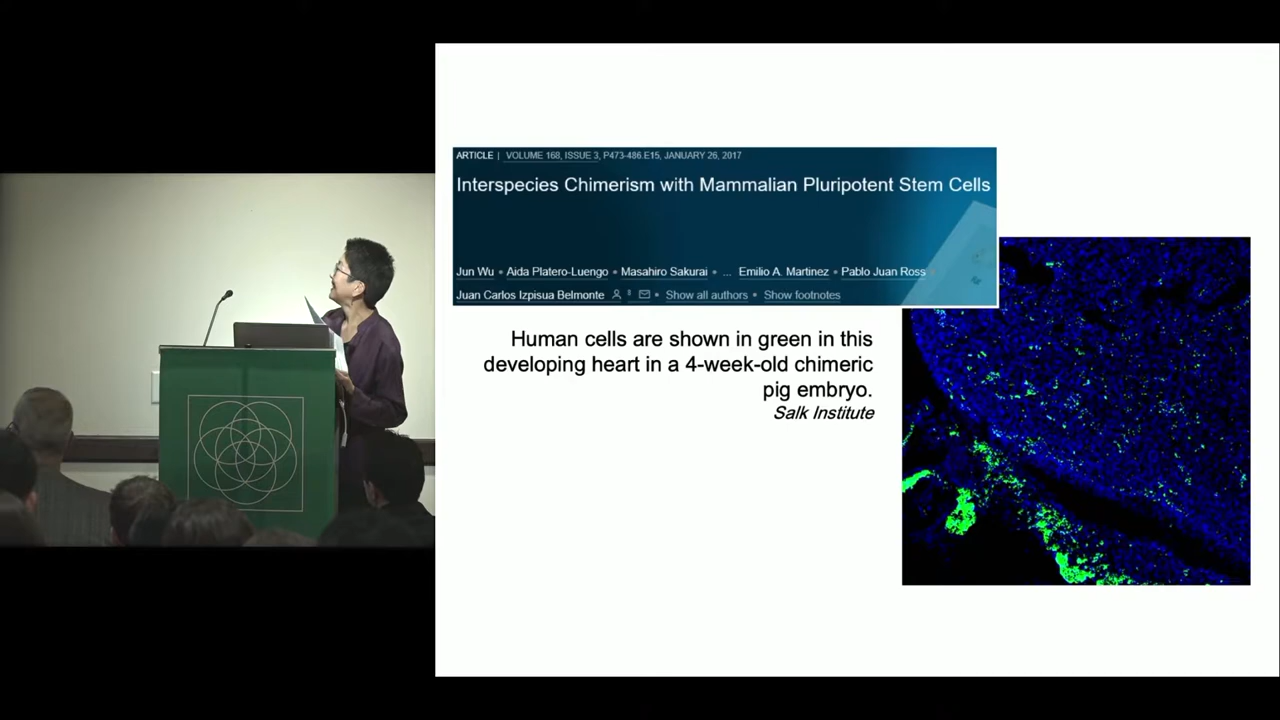 ARTICLE | VOLUME 168, ISSUE 3, P473-486.E15, JANUARY 26, 2017
Interspecies Chimerism with Mammalian Pluripotent Stem Cells
Jun Wu • Aida Platero-Luengo • Masahiro Sakurai • ... Emilio A. Martinez • Pablo Juan Ross •
Juan Carlos Izpisua Belmonte • Show all authors • Show footnotes
Human cells are shown in green in this
developing heart in a 4-week-old chimeric
pig embryo.
Salk Institute